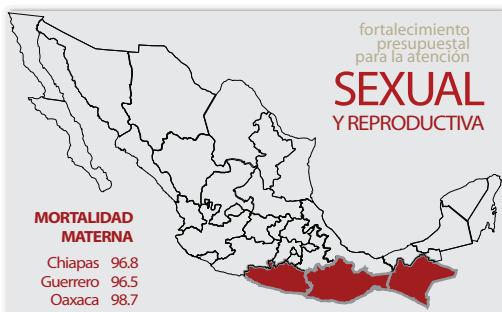 fortalecimiento
presupuestal
para la atención
SEXUAL
Y REPRODUCTIVA
MORTALIDAD
MATERNA
Chiapas 96.8
Guerrero 96.5
Oaxaca 98.7